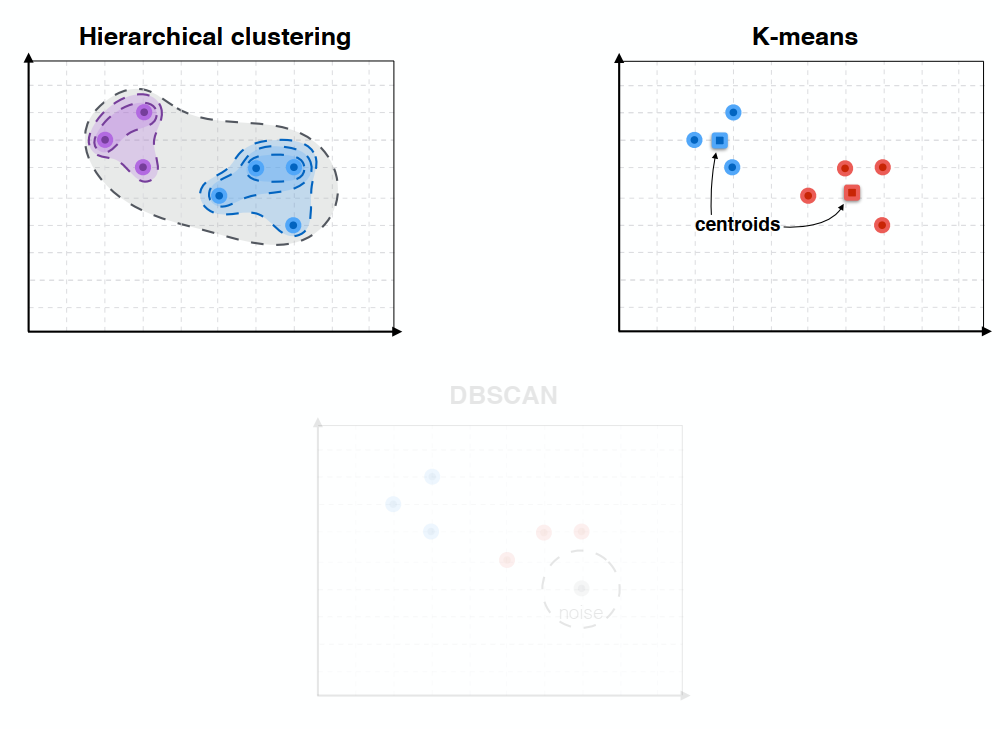 Hierarchical clustering
K-means
centroids
DBSCAN
noise